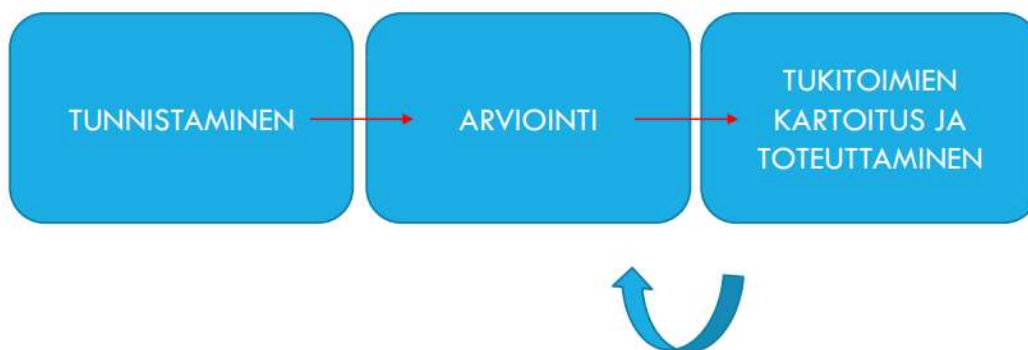 TUNNISTAMINEN
ARVIOINTI
TUKITOIMIEN
KARTOITUS JA
TOTEUTTAMINEN